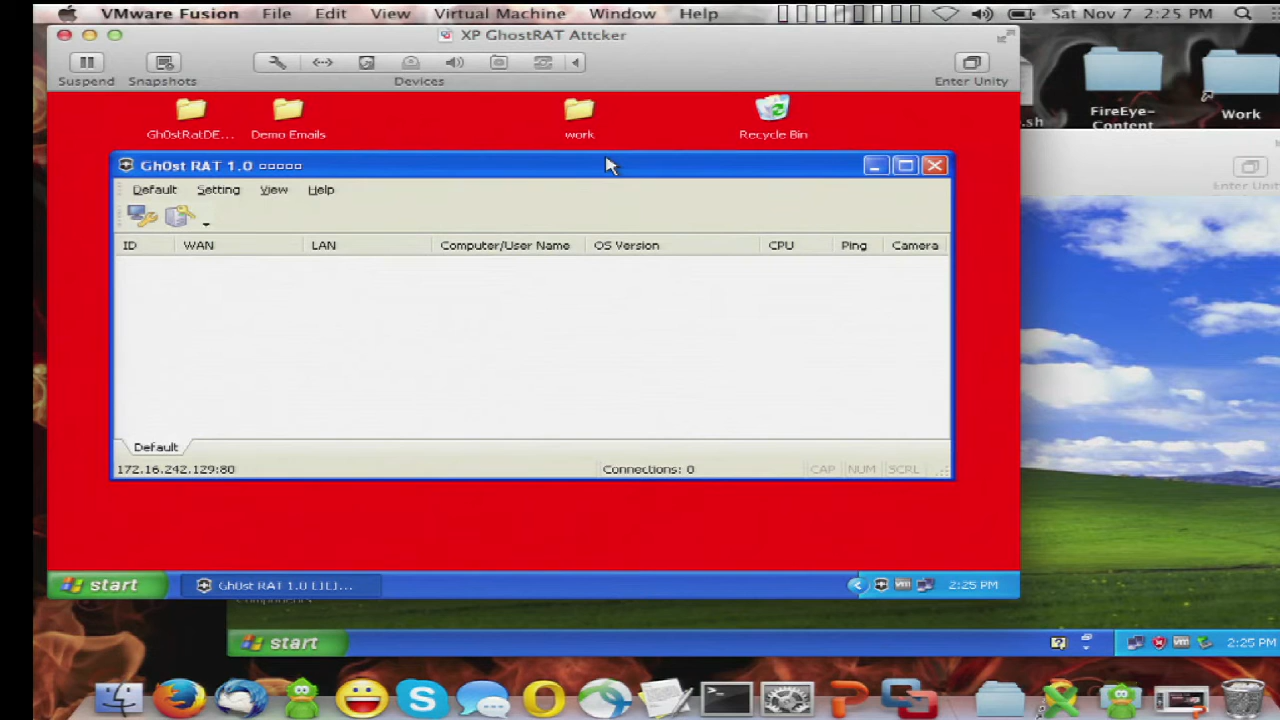 VMware Fusion File Edit View Virtual Machine Window Help Sat Nov 7 2:25 PM
XP GhostRAT Attcker
Suspend Snapshots Devices Enter Unity
.sh FireEye-Content Work
Gh0stRatDE... Demo Emails work Recycle Bin
Gh0st RAT 1.0 □□□□□
Enter Unit
Default Setting View Help
ID WAN LAN Computer/User Name OS Version CPU Ping Camera
Default
172.16.242.129:80 Connections: 0 CAP NUM SCRL
start Gh0st RAT 1.0 [][]... 2:25 PM
start 2:25 PM